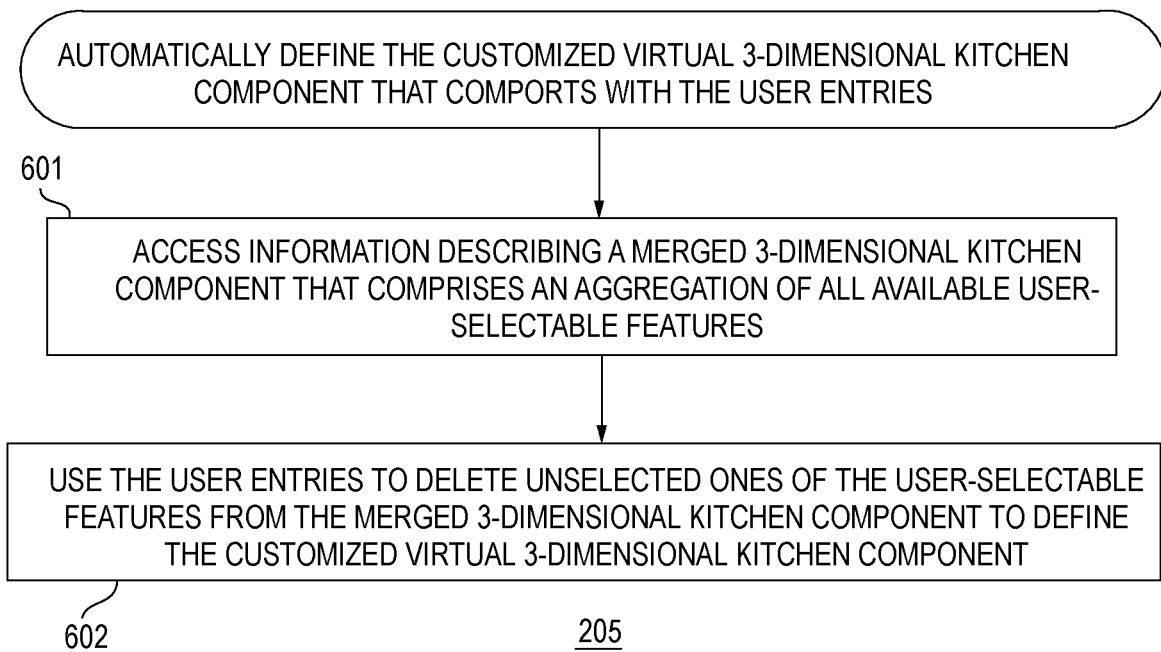 AUTOMATICALLY DEFINE THE CUSTOMIZED VIRTUAL 3-DIMENSIONAL KITCHEN
COMPONENT THAT COMPORTS WITH THE USER ENTRIES
601
ACCESS INFORMATION DESCRIBING A MERGED 3-DIMENSIONAL KITCHEN
COMPONENT THAT COMPRISES AN AGGREGATION OF ALL AVAILABLE USER-
SELECTABLE FEATURES
USE THE USER ENTRIES TO DELETE UNSELECTED ONES OF THE USER-SELECTABLE
FEATURES FROM THE MERGED 3-DIMENSIONAL KITCHEN COMPONENT TO DEFINE
THE CUSTOMIZED VIRTUAL 3-DIMENSIONAL KITCHEN COMPONENT
602
205